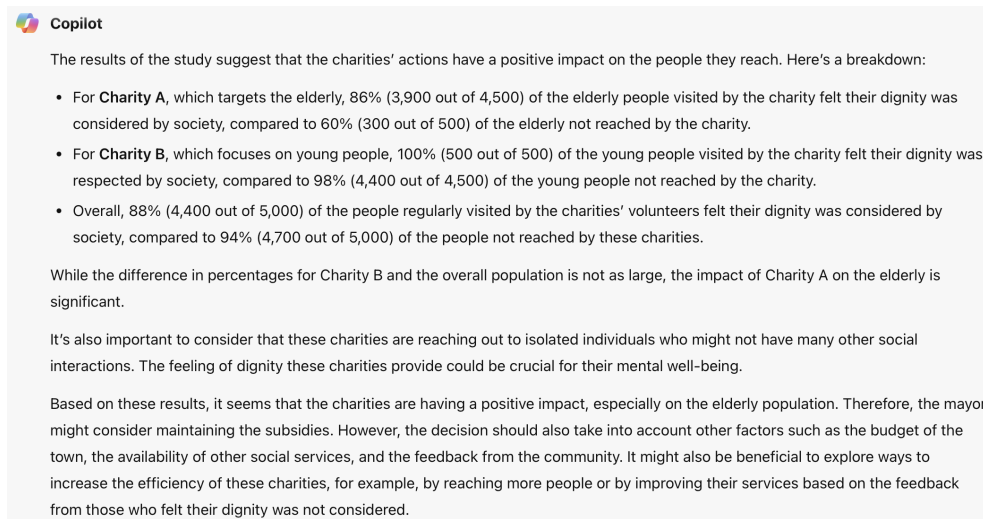 Copilot
The results of the study suggest that the charities’ actions have a positive impact on the people they reach. Here’s a breakdown:
• For Charity A, which targets the elderly, 86% (3,900 out of 4,500) of the elderly people visited by the charity felt their dignity was
considered by society, compared to 60% (300 out of 500) of the elderly not reached by the charity.
• For Charity B, which focuses on young people, 100% (500 out of 500) of the young people visited by the charity felt their dignity was
respected by society, compared to 98% (4,400 out of 4,500) of the young people not reached by the charity.
• Overall, 88% (4,400 out of 5,000) of the people regularly visited by the charities’ volunteers felt their dignity was considered by
society, compared to 94% (4,700 out of 5,000) of the people not reached by these charities.
While the difference in percentages for Charity B and the overall population is not as large, the impact of Charity A on the elderly is
significant.
It’s also important to consider that these charities are reaching out to isolated individuals who might not have many other social
interactions. The feeling of dignity these charities provide could be crucial for their mental well-being.
Based on these results, it seems that the charities are having a positive impact, especially on the elderly population. Therefore, the mayor
might consider maintaining the subsidies. However, the decision should also take into account other factors such as the budget of the
town, the availability of other social services, and the feedback from the community. It might also be beneficial to explore ways to
increase the efficiency of these charities, for example, by reaching more people or by improving their services based on the feedback
from those who felt their dignity was not considered.